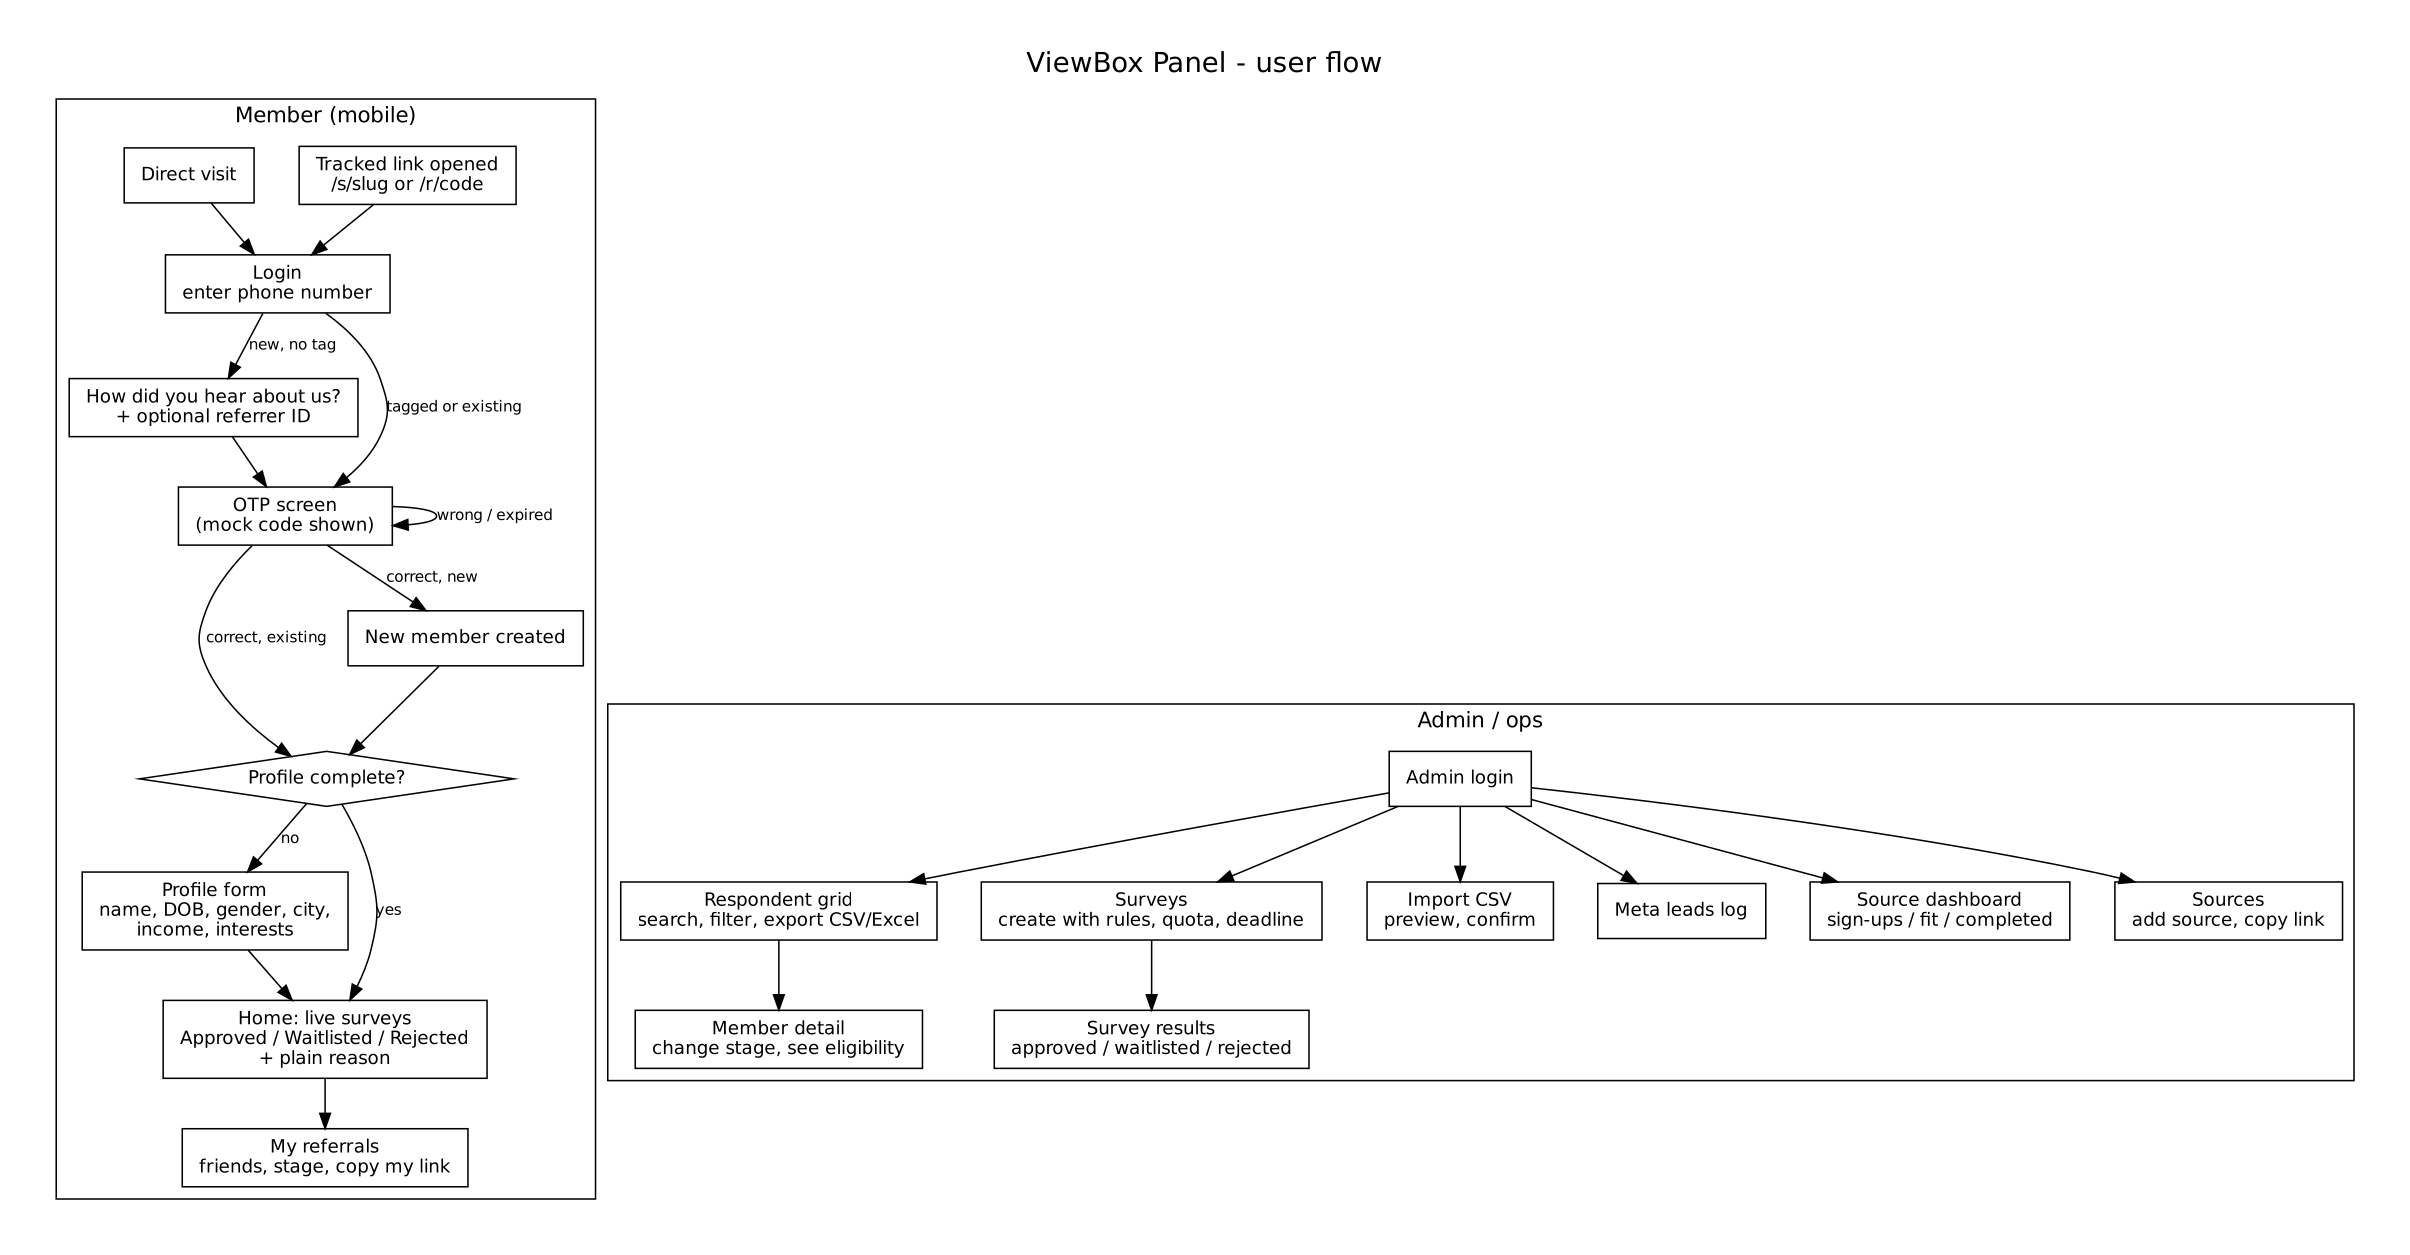 ViewBox Panel - user flow
Member (mobile)
Direct visit
Tracked link opened
/s/slug or /r/code
Login
enter phone number
new, no tag
How did you hear about us?
+ optional referrer ID
tagged or existing
OTP screen
(mock code shown)
wrong / expired
correct, new
correct, existing
New member created
Profile complete?
no
yes
Profile form
name, DOB, gender, city,
income, interests
Home: live surveys
Approved / Waitlisted / Rejected
+ plain reason
My referrals
friends, stage, copy my link
Admin / ops
Admin login
Respondent grid
search, filter, export CSV/Excel
Surveys
create with rules, quota, deadline
Import CSV
preview, confirm
Meta leads log
Source dashboard
sign-ups / fit / completed
Sources
add source, copy link
Member detail
change stage, see eligibility
Survey results
approved / waitlisted / rejected